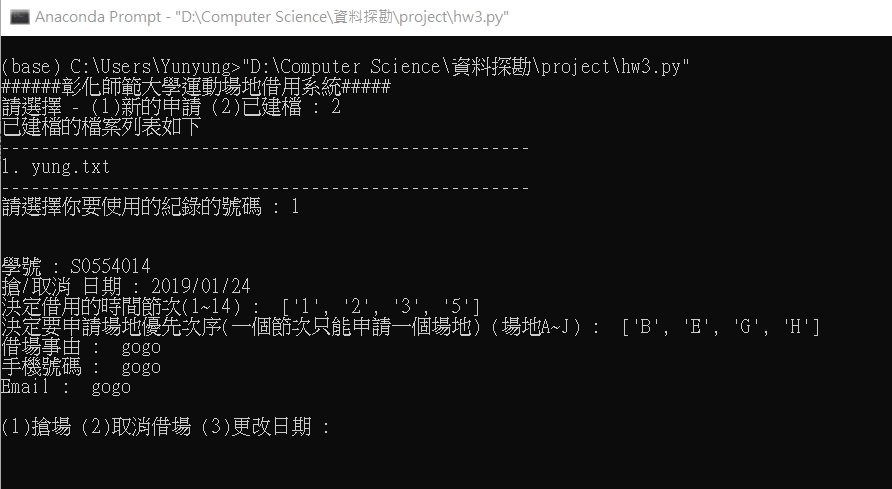 Anaconda Prompt - "D:\Computer Science\資料探勘\project\hw3.py"
(base) C:\Users\Yunyung>"D:\Computer Science\資料探勘\project\hw3.py"
######彰化師範大學運動場地借用系統#####
請選擇 - (1)新的申請 (2)已建檔 : 2
已建檔的檔案列表如下
-----------------------------------------------------
1. yung.txt
-----------------------------------------------------
請選擇你要使用的紀錄的號碼 : 1
學號 : S0554014
搶/取消 日期 : 2019/01/24
決定借用的時間節次(1~14) :  ['1', '2', '3', '5']
決定要申請場地優先次序(一個節次只能申請一個場地) (場地A~J) :  ['B', 'E', 'G', 'H']
借場事由 :  gogo
手機號碼 :  gogo
Email :  gogo
(1)搶場 (2)取消借場 (3)更改日期 :